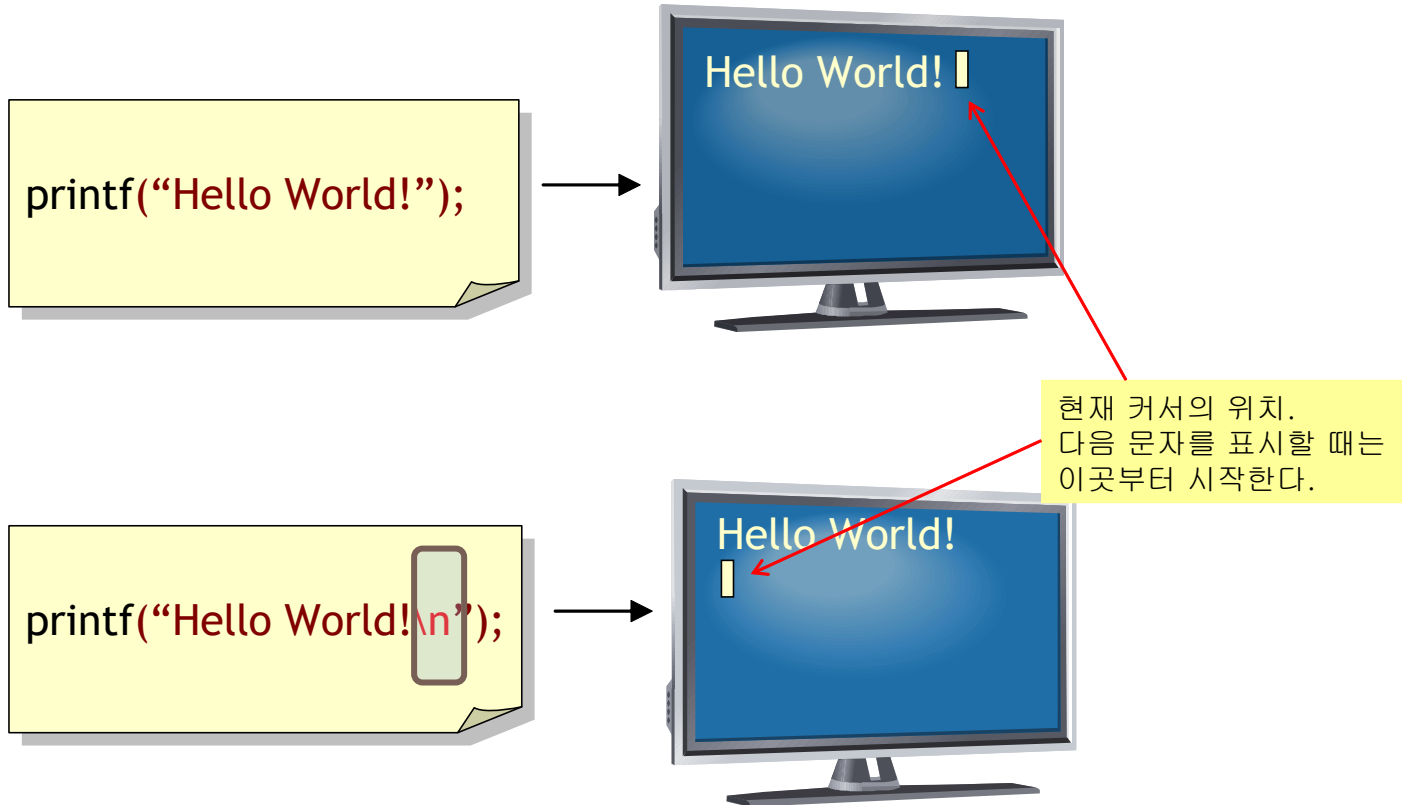 Hello World!
printf(“Hello World!”);
현재 커서의 위치.
다음 문자를 표시할 때는
이곳부터 시작한다.
Hello World!
printf(“Hello World!\n”);